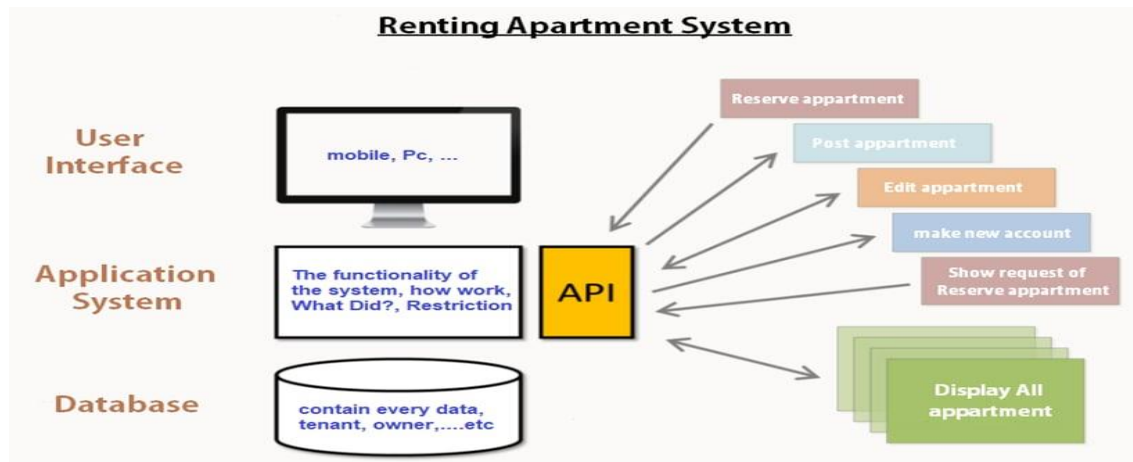 Renting Apartment System
User
Interface
mobile, Pc, ...
Application
System
The functionality of
the system, how work,
What Did?, Restriction
API
Database
contain every data,
tenant, owner,....etc
Reserve appartment
Post appartment
Edit appartment
make new account
Show request of
Reserve appartment
Display All
appartment